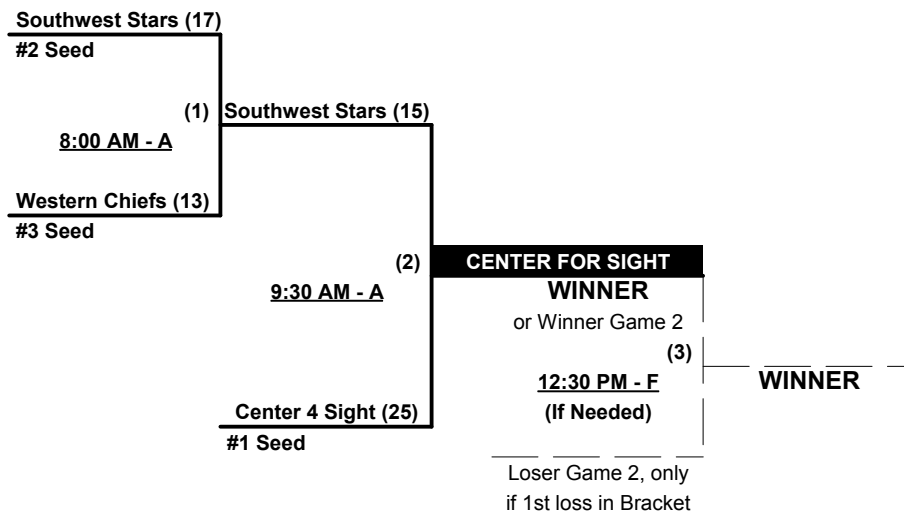 Southwest Stars (17)
#2 Seed
(1)
8:00 AM - A
Southwest Stars (15)
Western Chiefs (13)
#3 Seed
(2)
9:30 AM - A
CENTER FOR SIGHT
WINNER
or Winner Game 2
(3)
12:30 PM - F
(If Needed)
WINNER
Center 4 Sight (25)
#1 Seed
Loser Game 2, only
if 1st loss in Bracket